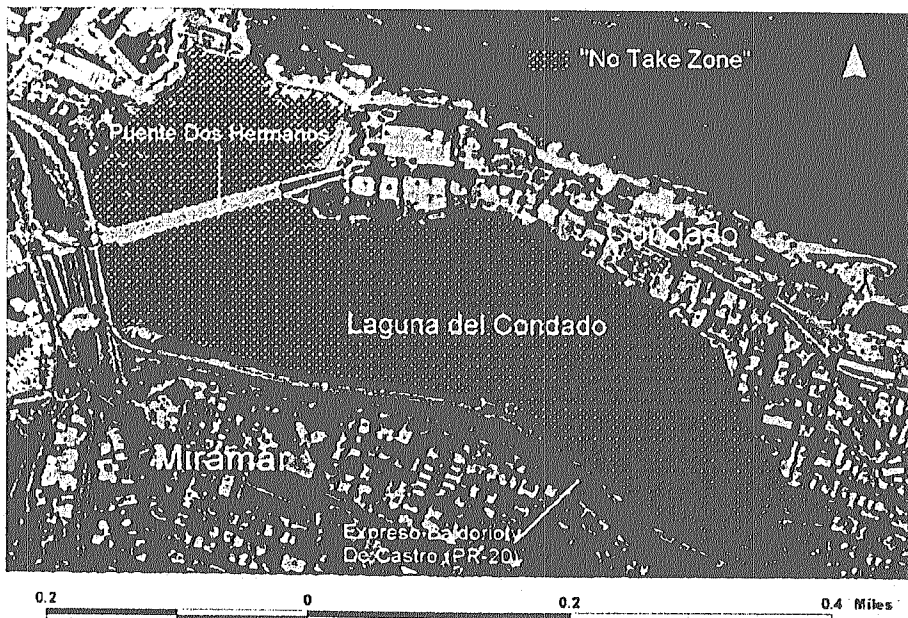 "No Take Zone"
Puente Dos Hermanos
Condado
Laguna del Condado
Miramar
Expreso Baldorioty
De Castro (PR-20)
0.2 0 0.2 0.4 Miles